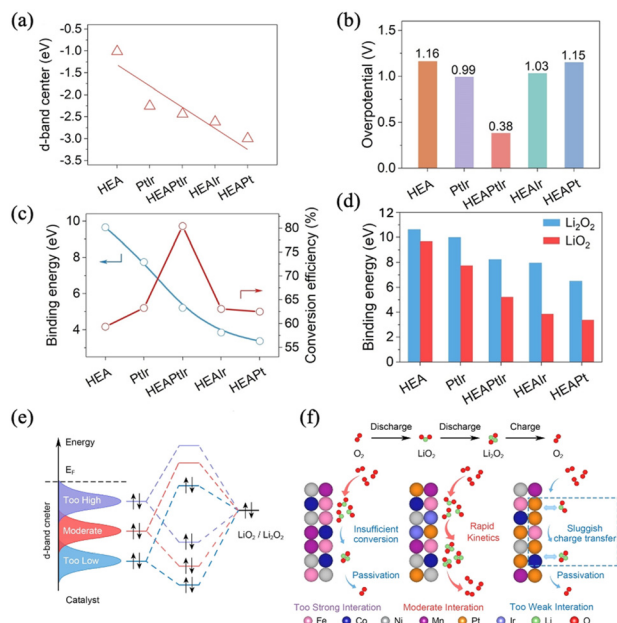 (a)
d-band center (eV)
-0.5
-1.0
-1.5
-2.0
-2.5
-3.0
-3.5
HEA PtIr HEAPtIr HEAIr HEAPt
(b)
Overpotential (V)
2.0
1.5
1.0
0.5
0.0
1.16 0.99 0.38 1.03 1.15
HEA PtIr HEAPtIr HEAIr HEAPt
(c)
Binding energy (eV)
10
8
6
4
Conversion efficiency (%)
80
75
70
65
60
55
HEA PtIr HEAPtIr HEAIr HEAPt
(d)
Binding energy (eV)
12
10
8
6
4
2
0
Li₂O₂
LiO₂
HEA PtIr HEAPtIr HEAIr HEAPt
(e)
Energy
E_F
d-band cneter
Too High
Moderate
Too Low
LiO₂ / Li₂O₂
Catalyst
(f)
Discharge Discharge Charge
O₂ LiO₂ Li₂O₂ O₂
Insufficient
conversion
Passivation
Rapid
Kinetics
Sluggish
charge transfer
Passivation
Too Strong Interation Moderate Interation Too Weak Interation
Fe Co Ni Mn Pt Ir Li O